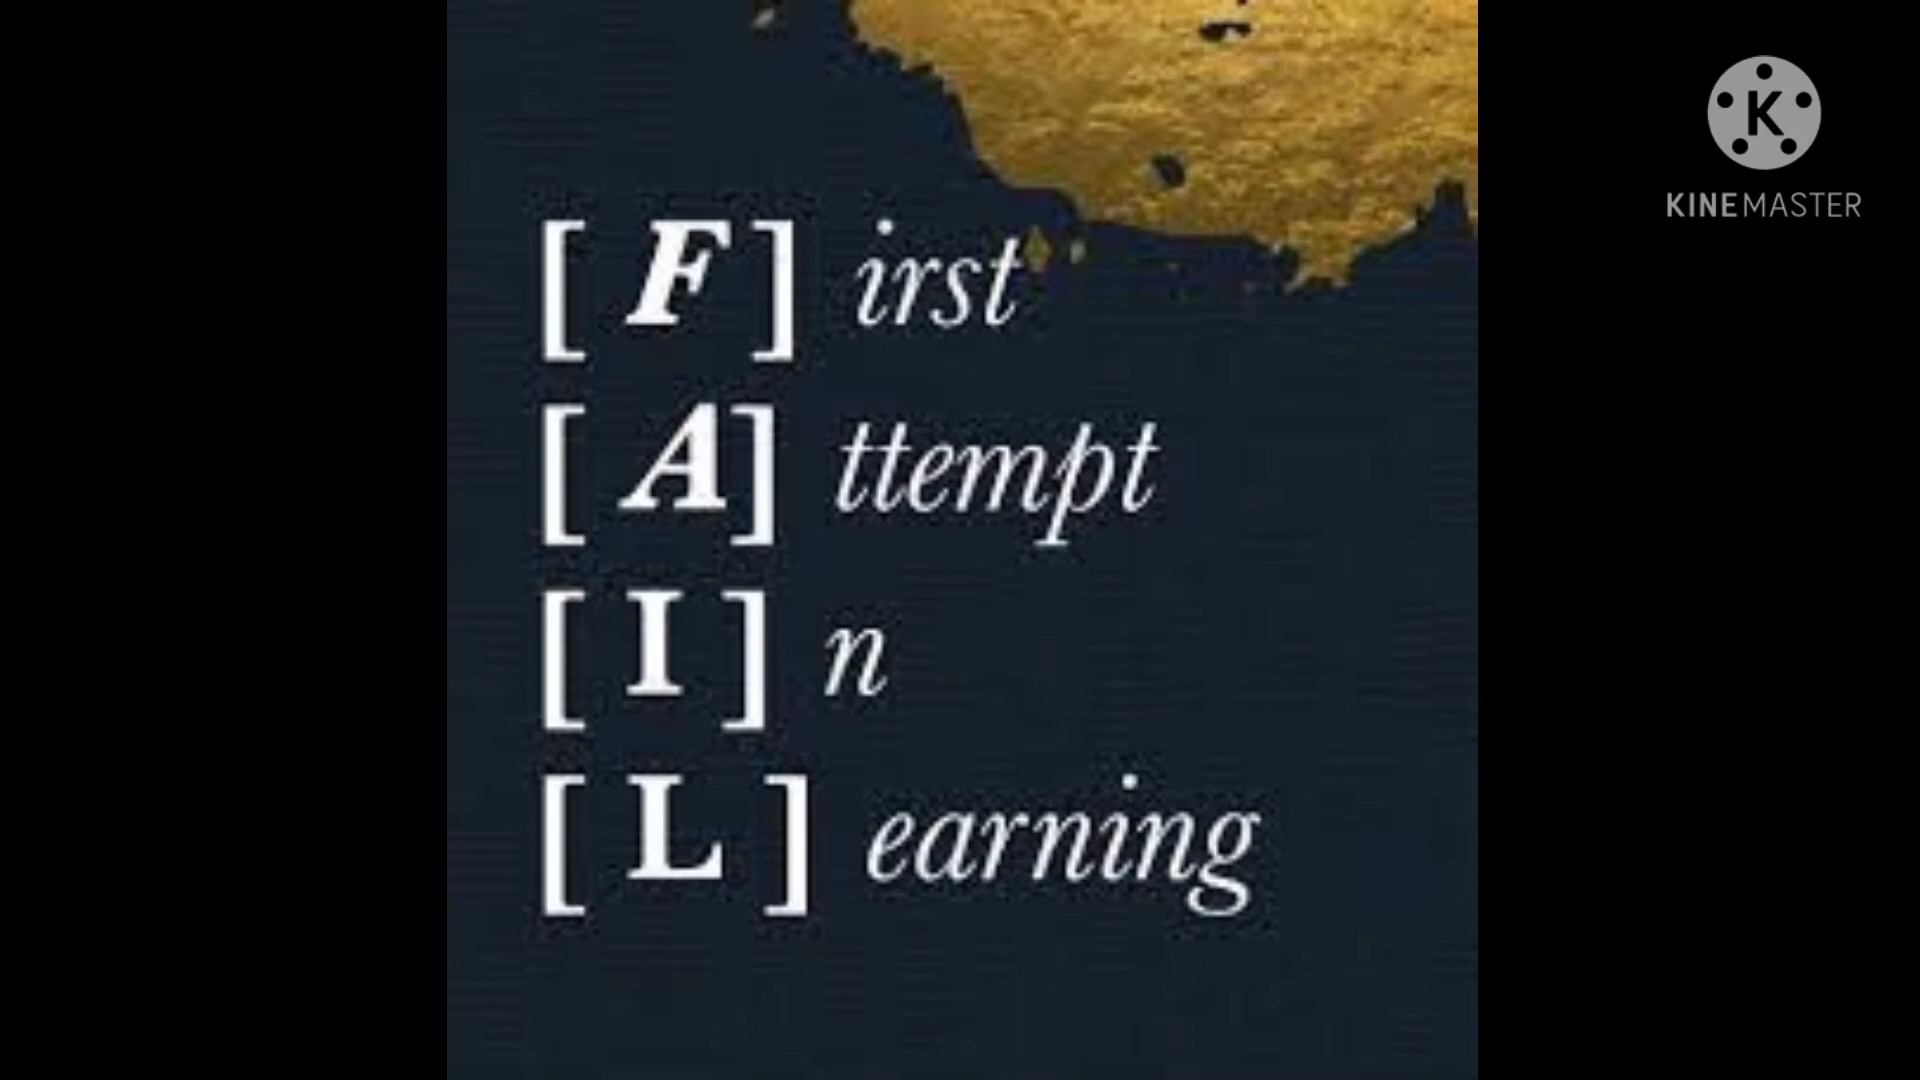 [ F ] irst
[ A] ttempt
[ I ] n
[ L ] earning
K
KINEMASTER